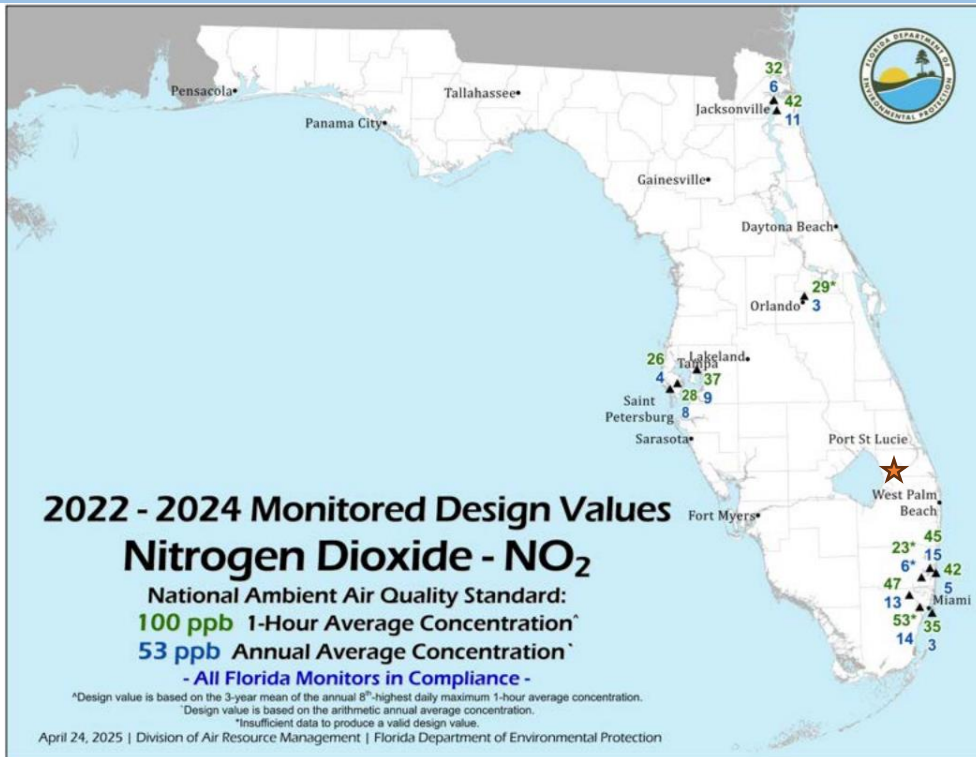 32
6
42
11
Pensacola
Tallahassee
Jacksonville
Panama City
Gainesville
Daytona Beach
29*
Orlando
3
26
Lakeland
Tampa
4
37
28
9
Saint
8
Petersburg
Sarasota
Port St Lucie
West Palm
Beach
Fort Myers
45
23*
15
6*
42
47
5
13
Miami
53*
35
14
3
FLORIDA DEPARTMENT OF
ENVIRONMENTAL PROTECTION
2022 - 2024 Monitored Design Values
Nitrogen Dioxide - NO₂
National Ambient Air Quality Standard:
100 ppb 1-Hour Average Concentration^
53 ppb Annual Average Concentration`
- All Florida Monitors in Compliance -
^Design value is based on the 3-year mean of the annual 8th-highest daily maximum 1-hour average concentration.
`Design value is based on the arithmetic annual average concentration.
*Insufficient data to produce a valid design value.
April 24, 2025 | Division of Air Resource Management | Florida Department of Environmental Protection